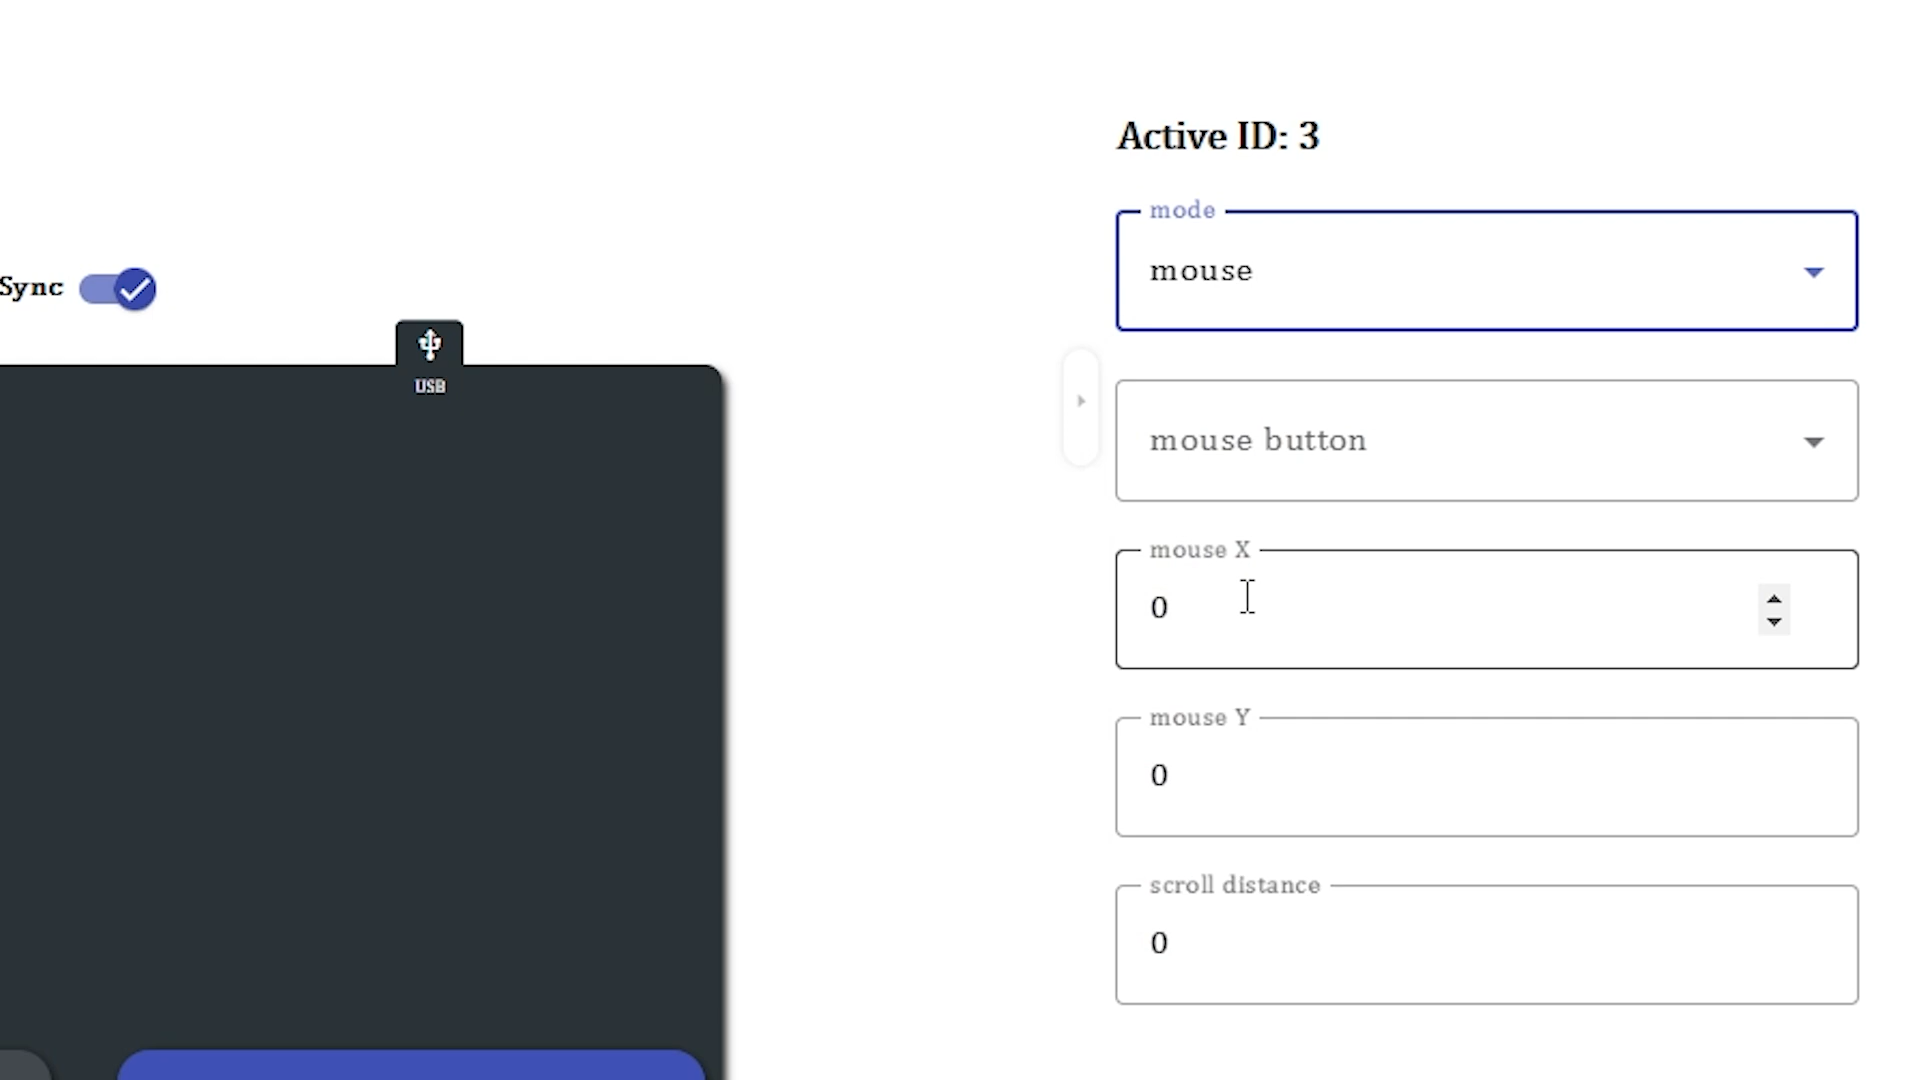 Active ID: 3
mode
mouse
Sync
USB
mouse button
mouse X
0
mouse Y
0
scroll distance
0